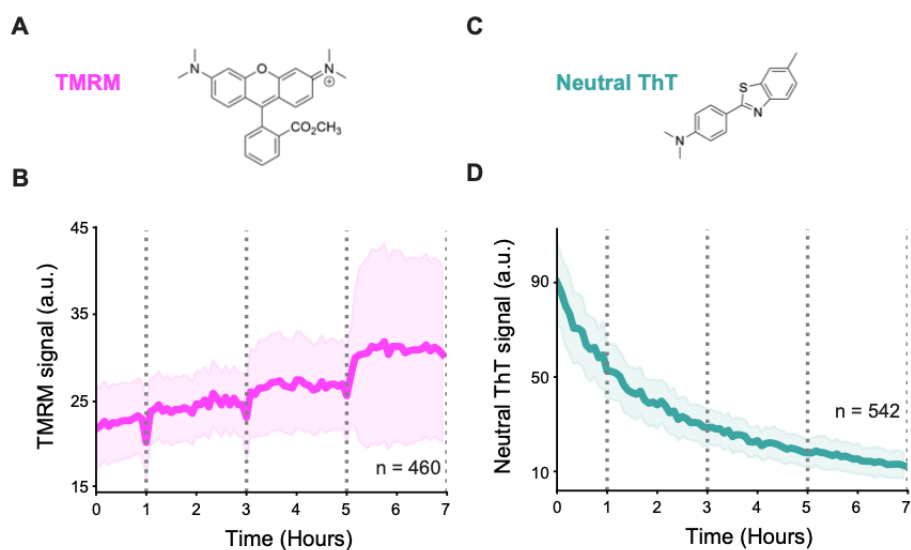 A
TMRM
N
O
N
⊕
CO₂CH₃
B
TMRM signal (a.u.)
45
35
25
15
n = 460
0 1 2 3 4 5 6 7
Time (Hours)
C
Neutral ThT
S
N
N
D
Neutral ThT signal (a.u.)
90
50
10
n = 542
0 1 2 3 4 5 6 7
Time (Hours)